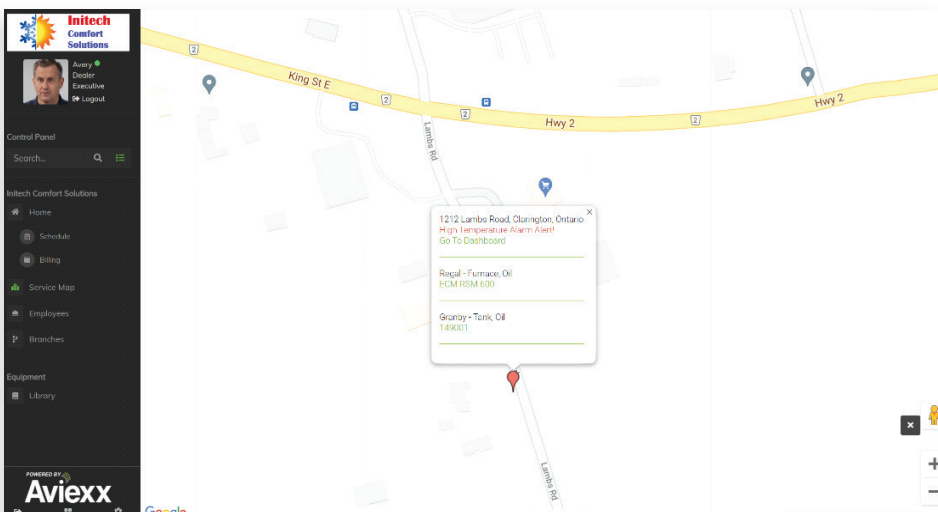 Initech
Comfort
Solutions
Avery
Dealer
Executive
Logout
Control Panel
Search...
Initech Comfort Solutions
Home
Schedule
Billing
Service Map
Employees
Branches
Equipment
Library
POWERED BY
Aviexx
2
King St E
2
2
Hwy 2
2
Hwy 2
Lambs Rd
1212 Lambs Road, Clarington, Ontario
High Temperature Alarm Alert!
Go To Dashboard
Regal - Furnace, Oil
ECM RSM 600
Granby - Tank, Oil
149001
Lambs Rd
Google